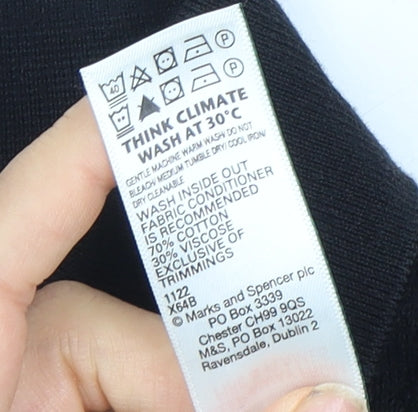 40 P
P
THINK CLIMATE
WASH AT 30°C
GENTLE MACHINE WARM WASH/ DO NOT
BLEACH/ MEDIUM TUMBLE DRY/ COOL IRON/
DRY CLEANABLE
WASH INSIDE OUT
FABRIC CONDITIONER
IS RECOMMENDED
70% COTTON
30% VISCOSE
EXCLUSIVE OF
TRIMMINGS
1122
X64B
© Marks and Spencer plc
PO Box 3339
Chester CH99 9QS
M&S, PO Box 13022
Ravensdale, Dublin 2